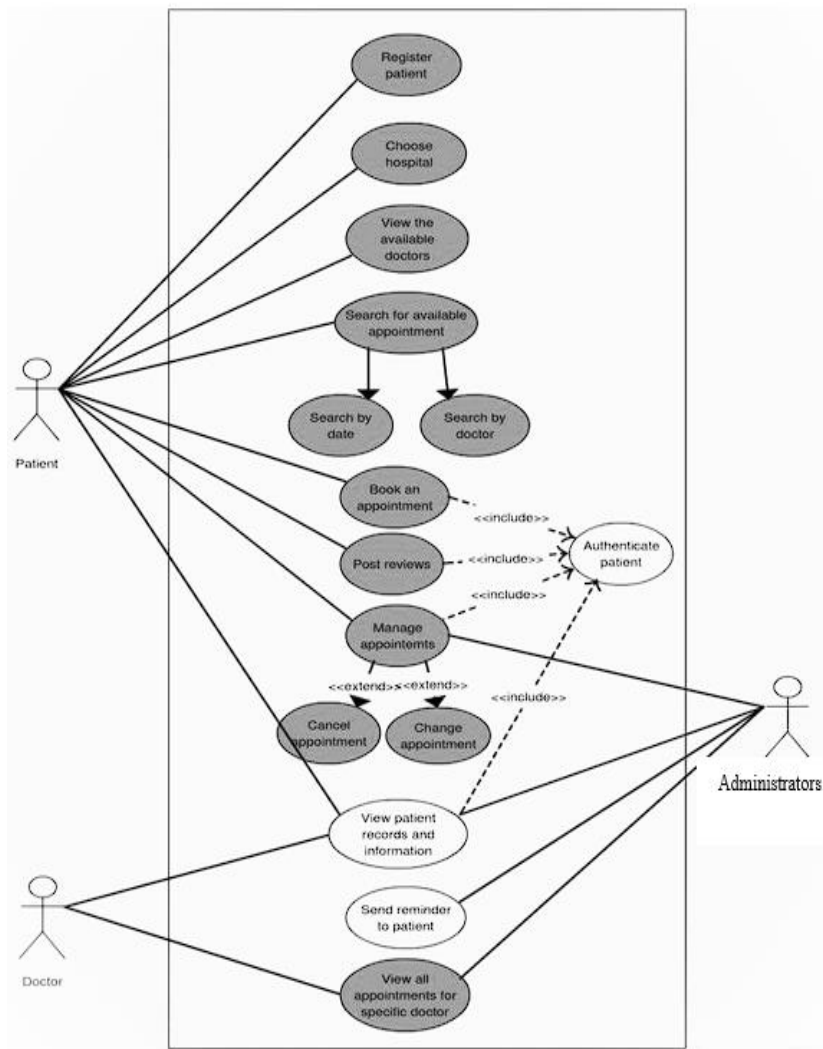 Register
patient
Choose
hospital
View the
available
doctors
Search for available
appointment
Search by
date
Search by
doctor
Patient
Book an
appointment
<<include>>
Authenticate
patient
Post reviews
<<include>>
<<include>>
Manage
appointemts
<<extend>>
<<extend>>
<<include>>
Cancel
appointment
Change
appointment
Administrators
View patient
records and
information
Send reminder
to patient
Doctor
View all
appointments for
specific doctor